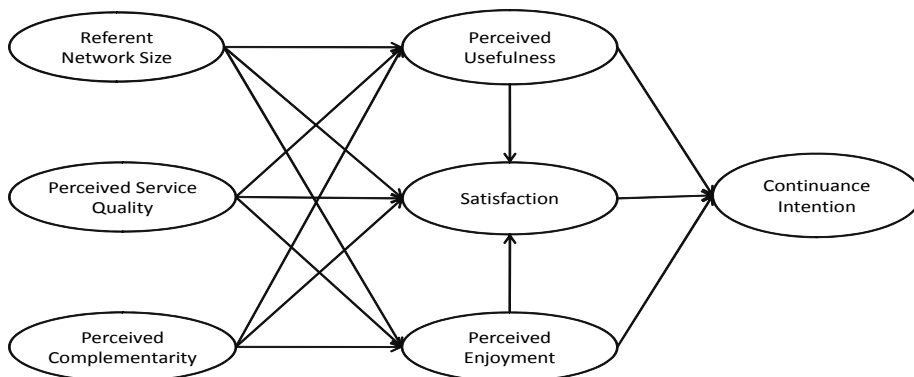 Referent
Network Size
Perceived
Usefulness
Perceived Service
Quality
Satisfaction
Continuance
Intention
Perceived
Complementarity
Perceived
Enjoyment